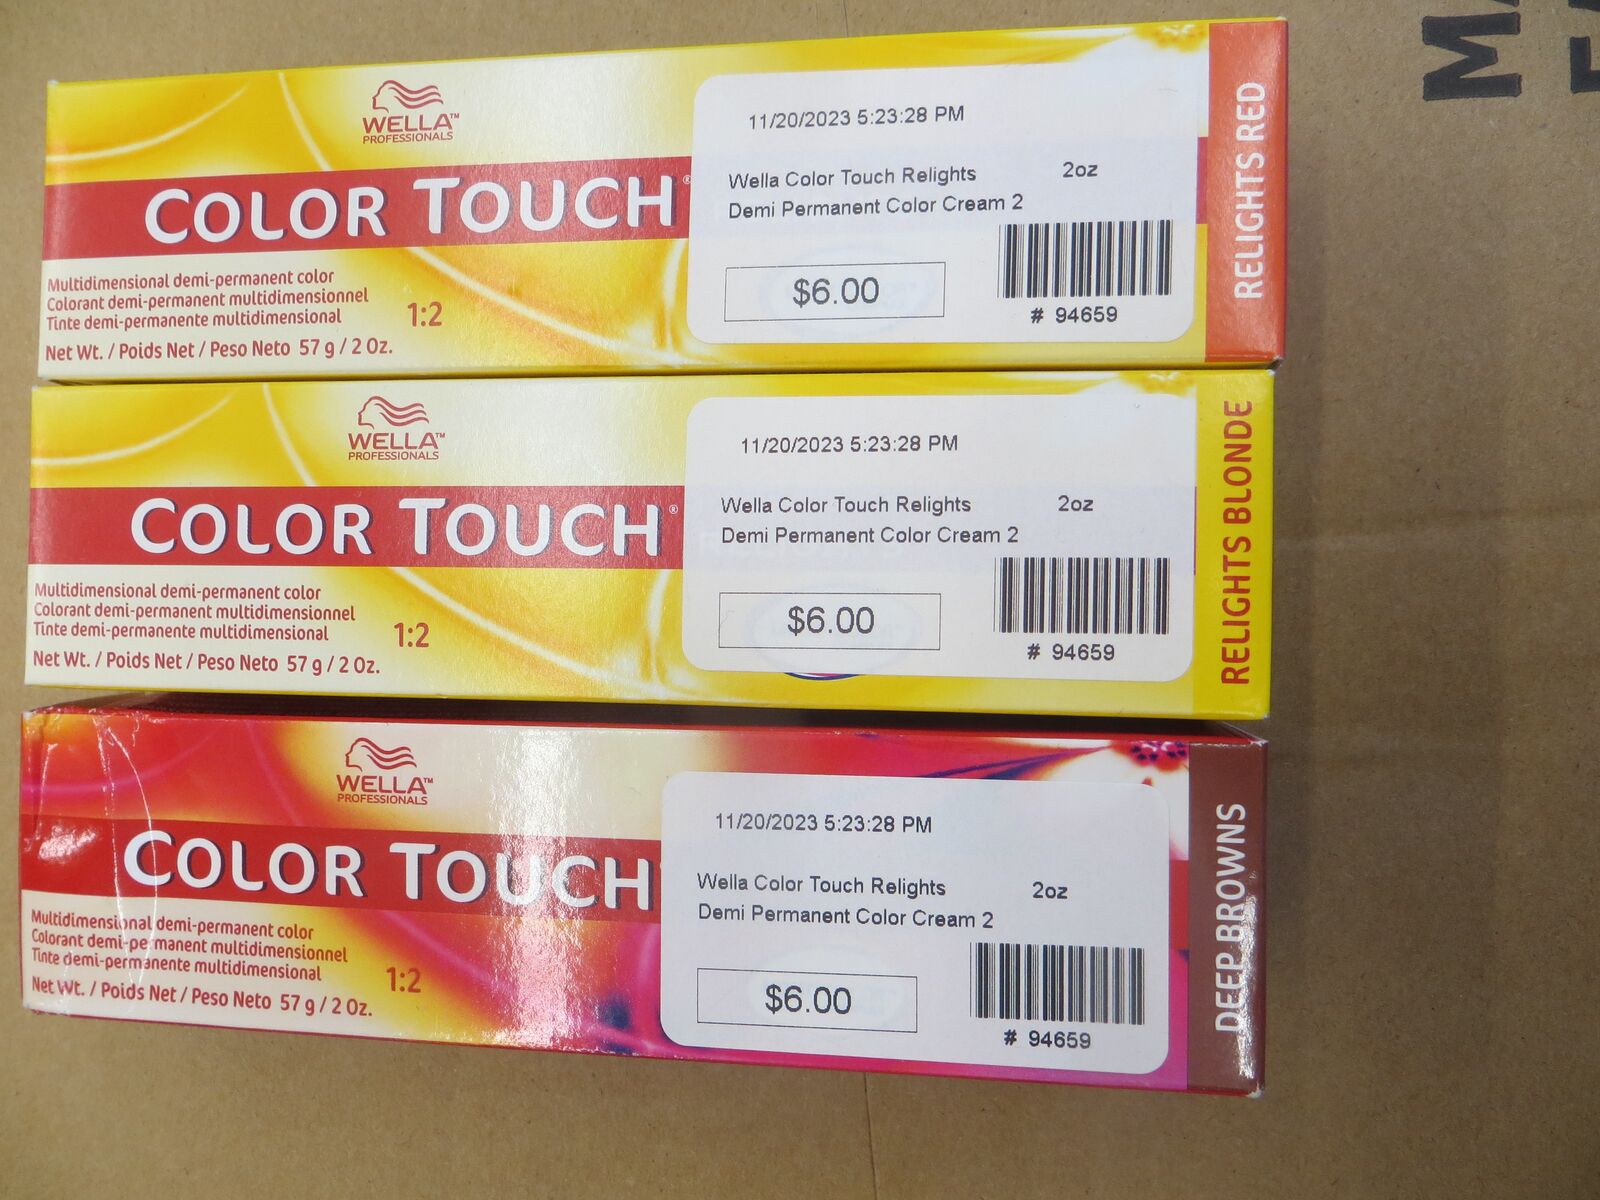 WELLA™
PROFESSIONALS
COLOR TOUCH®
Multidimensional demi-permanent color
Colorant demi-permanent multidimensionnel
Tinte demi-permanente multidimensional
1:2
Net Wt. / Poids Net / Peso Neto 57 g / 2 Oz.
11/20/2023 5:23:28 PM
Wella Color Touch Relights 2oz
Demi Permanent Color Cream 2
$6.00
# 94659
RELIGHTS RED
WELLA™
PROFESSIONALS
COLOR TOUCH®
Multidimensional demi-permanent color
Colorant demi-permanent multidimensionnel
Tinte demi-permanente multidimensional
1:2
Net Wt. / Poids Net / Peso Neto 57 g / 2 Oz.
11/20/2023 5:23:28 PM
Wella Color Touch Relights 2oz
Demi Permanent Color Cream 2
$6.00
# 94659
RELIGHTS BLONDE
WELLA™
PROFESSIONALS
COLOR TOUCH
Multidimensional demi-permanent color
Colorant demi-permanent multidimensionnel
Tinte demi-permanente multidimensional
1:2
Net Wt. / Poids Net / Peso Neto 57 g / 2 Oz.
11/20/2023 5:23:28 PM
Wella Color Touch Relights 2oz
Demi Permanent Color Cream 2
$6.00
# 94659
DEEP BROWNS